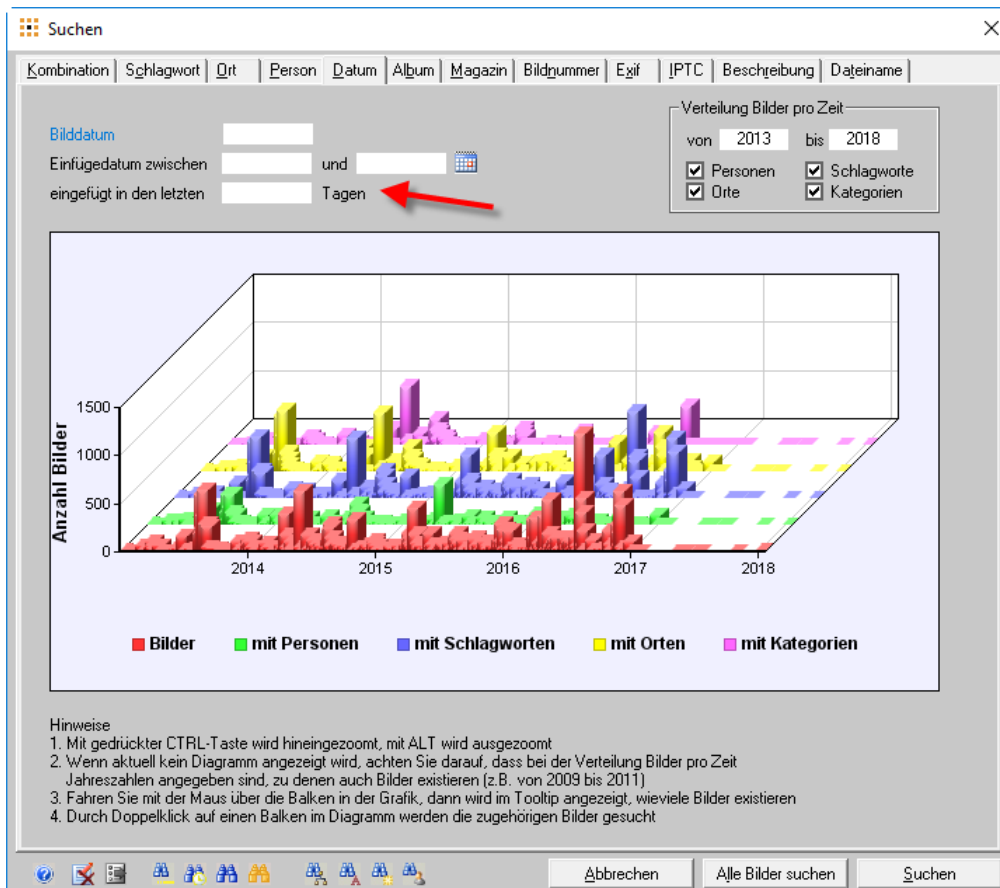 Suchen
Kombination Schlagwort Ort Person Datum Album Magazin Bildnummer Exif IPTC Beschreibung Dateiname
Verteilung Bilder pro Zeit
von 2013 bis 2018
Personen Schlagworte
Orte Kategorien
Bilddatum
Einfügedatum zwischen und
eingefügt in den letzten Tagen
Anzahl Bilder
1500
1000
500
0
2014 2015 2016 2017 2018
Bilder mit Personen mit Schlagworten mit Orten mit Kategorien
Hinweise
1. Mit gedrückter CTRL-Taste wird hineingezoomt, mit ALT wird ausgezoomt
2. Wenn aktuell kein Diagramm angezeigt wird, achten Sie darauf, dass bei der Verteilung Bilder pro Zeit
Jahreszahlen angegeben sind, zu denen auch Bilder existieren (z.B. von 2009 bis 2011)
3. Fahren Sie mit der Maus über die Balken in der Grafik, dann wird im Tooltip angezeigt, wieviele Bilder existieren
4. Durch Doppelklick auf einen Balken im Diagramm werden die zugehörigen Bilder gesucht
Abbrechen Alle Bilder suchen Suchen